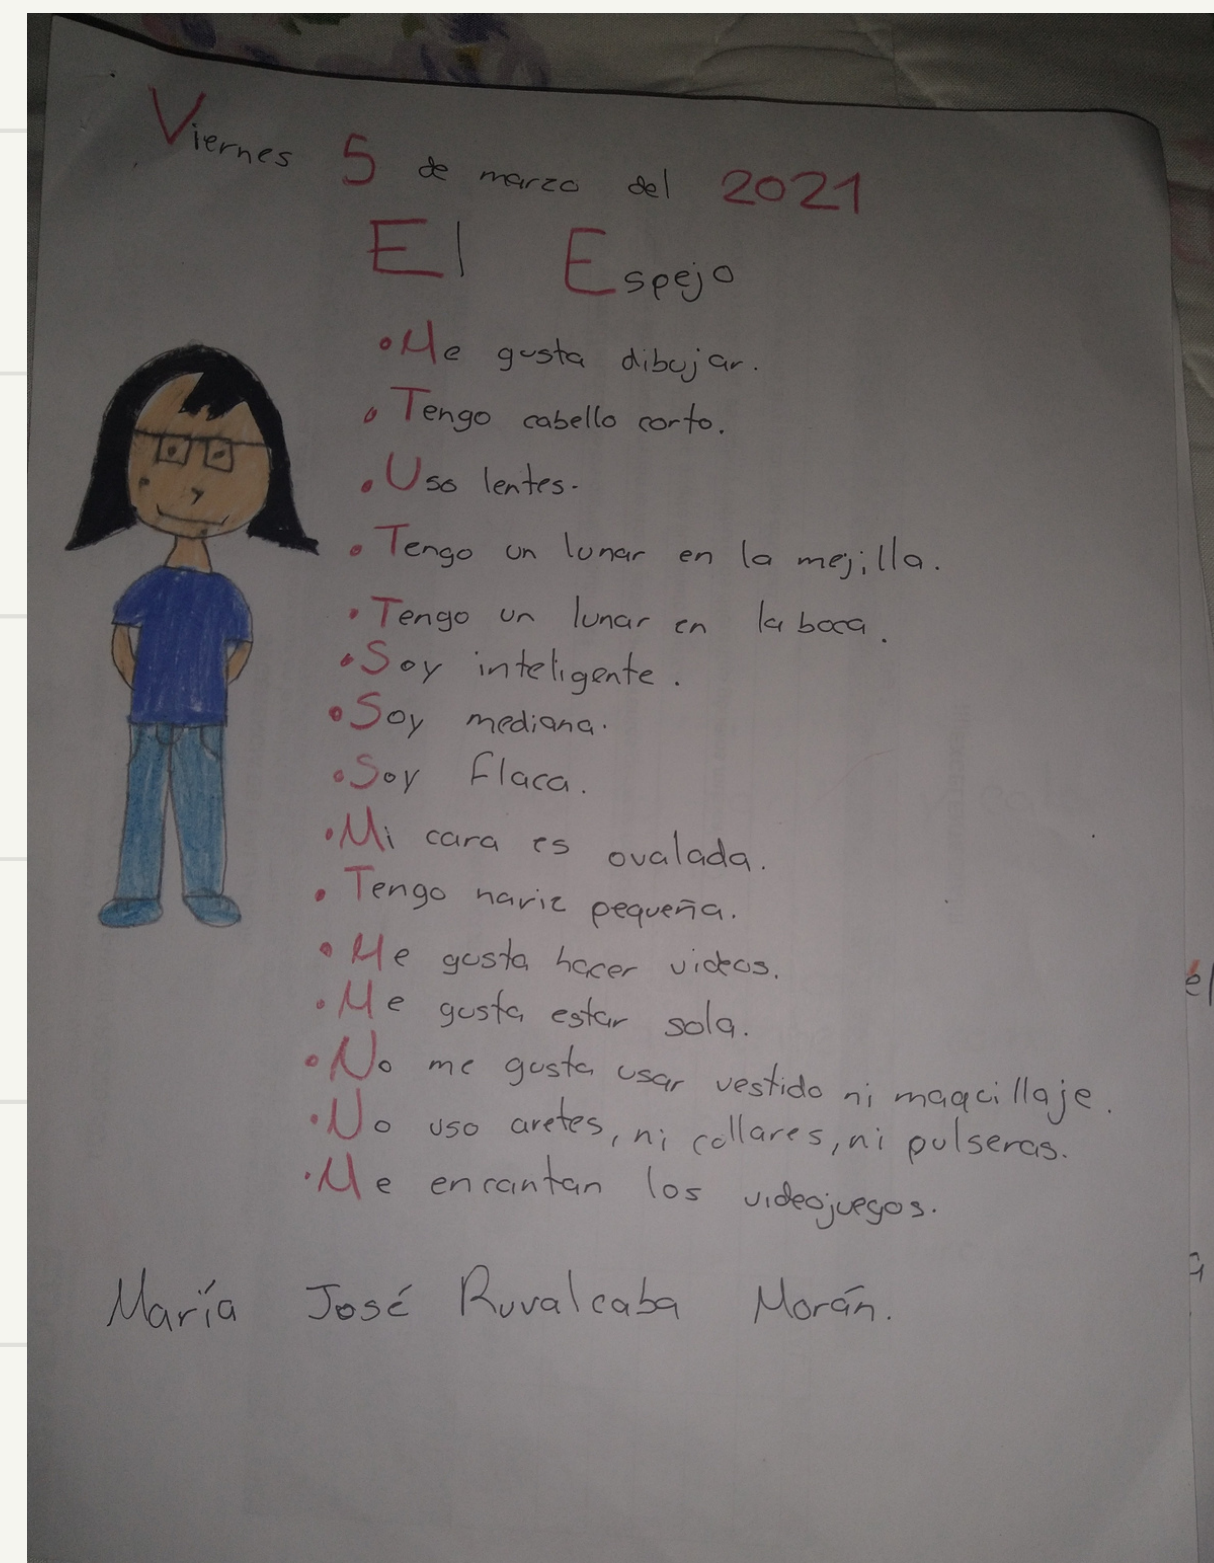 Viernes 5 de marzo del 2021
El Espejo
• Me gusta dibujar.
• Tengo cabello corto.
• Uso lentes.
• Tengo un lunar en la mejilla.
• Tengo un lunar en la boca.
• Soy inteligente.
• Soy mediana.
• Soy flaca.
• Mi cara es ovalada.
• Tengo nariz pequeña.
• Me gusta hacer videos.
• Me gusta estar sola.
• No me gusta usar vestido ni maqcillaje.
• No uso aretes, ni collares, ni pulseras.
• Me encantan los videojuegos.
María José Ruvalcaba Morán.
él